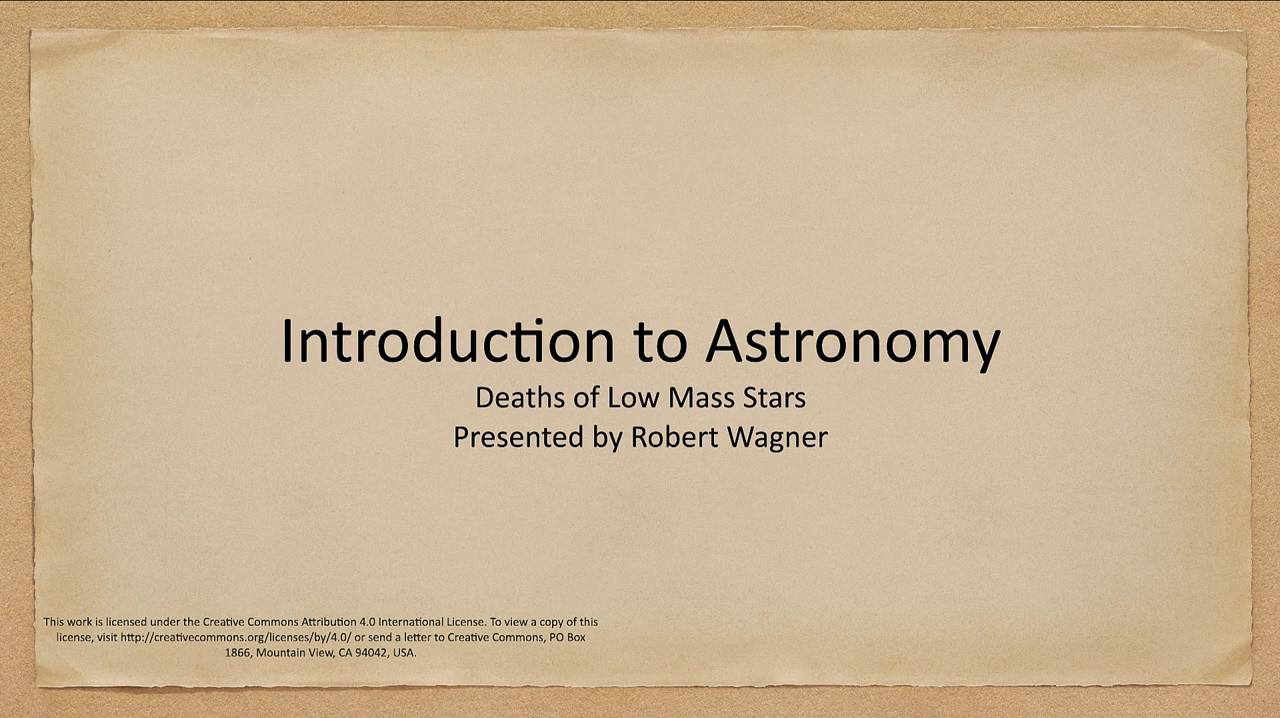 Introduction to Astronomy
Deaths of Low Mass Stars
Presented by Robert Wagner
This work is licensed under the Creative Commons Attribution 4.0 International License. To view a copy of this
license, visit http://creativecommons.org/licenses/by/4.0/ or send a letter to Creative Commons, PO Box
1866, Mountain View, CA 94042, USA.